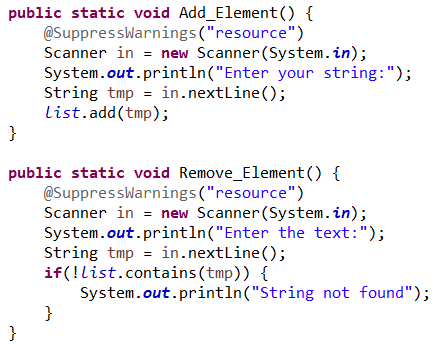 public static void Add_Element() {
    @SuppressWarnings("resource")
    Scanner in = new Scanner(System.in);
    System.out.println("Enter your string:");
    String tmp = in.nextLine();
    list.add(tmp);
}

public static void Remove_Element() {
    @SuppressWarnings("resource")
    Scanner in = new Scanner(System.in);
    System.out.println("Enter the text:");
    String tmp = in.nextLine();
    if(!list.contains(tmp)) {
        System.out.println("String not found");
    }
}